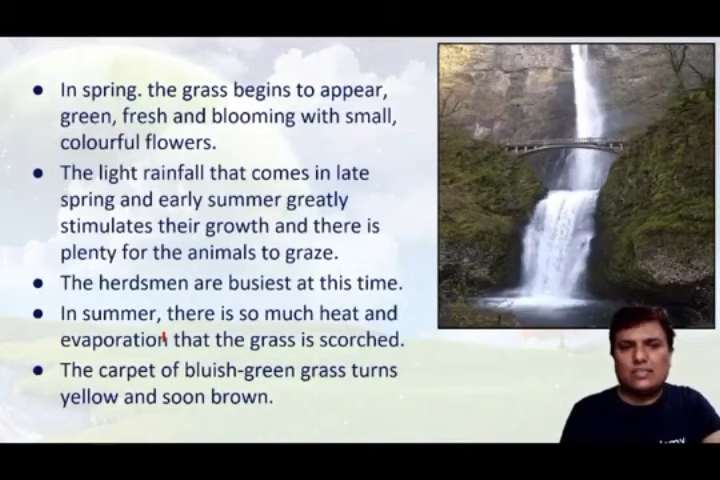 In spring. the grass begins to appear,
green, fresh and blooming with small,
colourful flowers.
The light rainfall that comes in late
spring and early summer greatly
stimulates their growth and there is
plenty for the animals to graze.
The herdsmen are busiest at this time.
In summer, there is so much heat and
evaporation that the grass is scorched.
The carpet of bluish-green grass turns
yellow and soon brown.